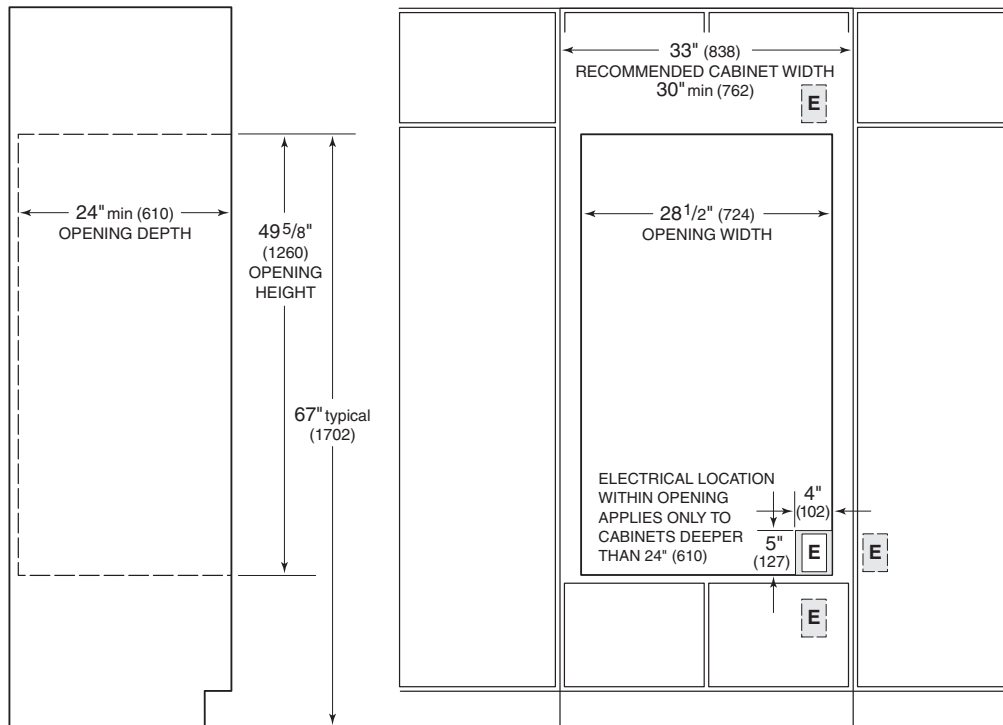 33" (838)
RECOMMENDED CABINET WIDTH
30" min (762)
E
24" min (610)
OPENING DEPTH
49 5/8"
(1260)
OPENING
HEIGHT
28 1/2" (724)
OPENING WIDTH
67" typical
(1702)
ELECTRICAL LOCATION
WITHIN OPENING
APPLIES ONLY TO
CABINETS DEEPER
THAN 24" (610)
4"
(102)
5"
(127)
E
E
E